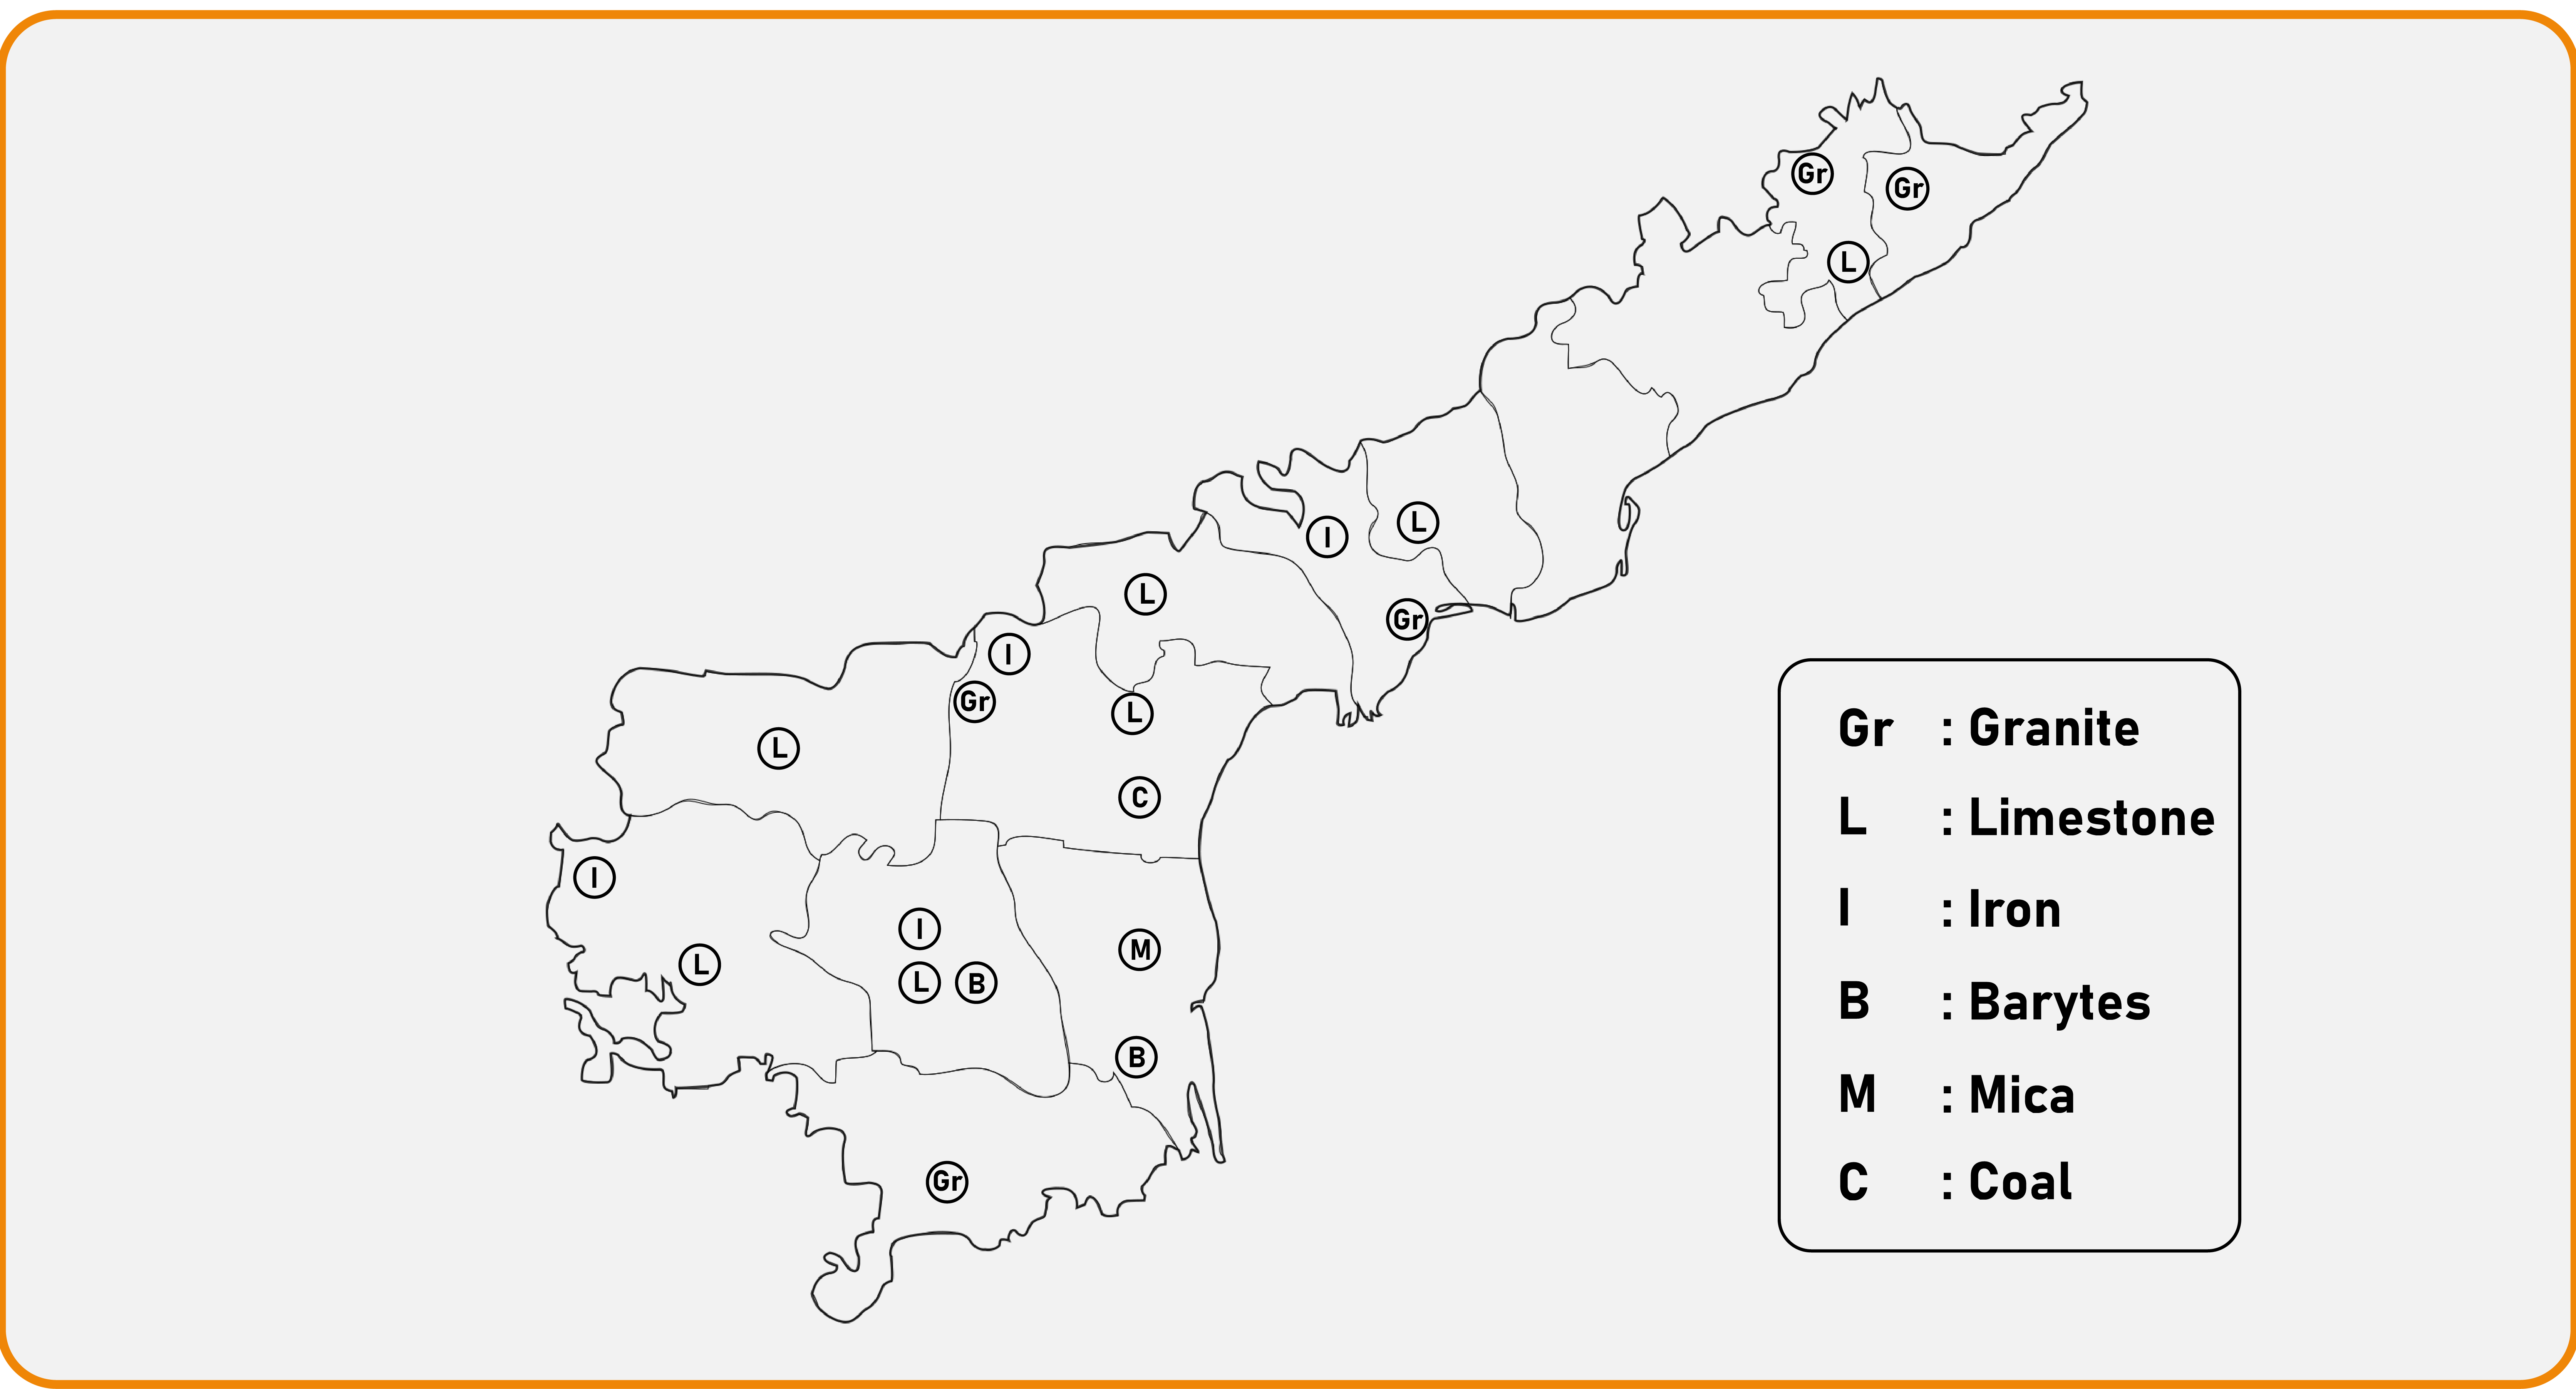 Gr
Gr
L
L
I
L
Gr
I
Gr
L
L
C
I
I
M
L
L
B
B
Gr
Gr : Granite
L : Limestone
I : Iron
B : Barytes
M : Mica
C : Coal